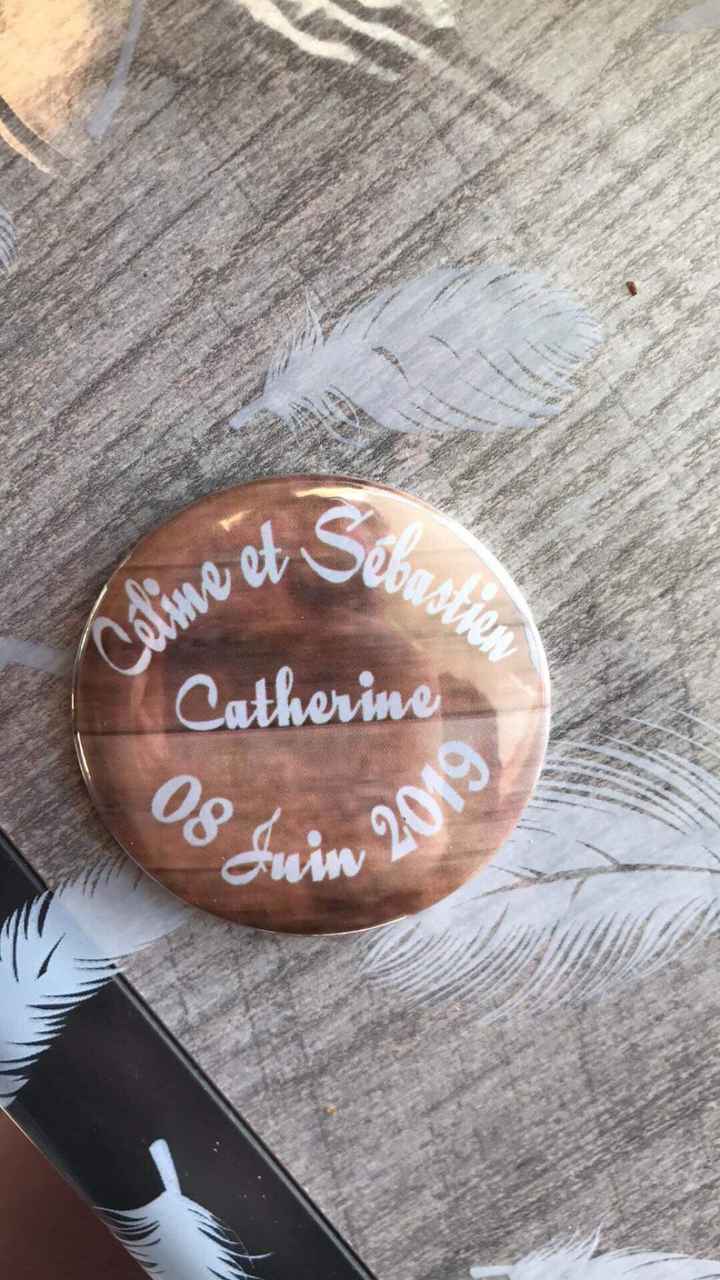 Céline et Sébastien
Catherine
08 Juin 2019